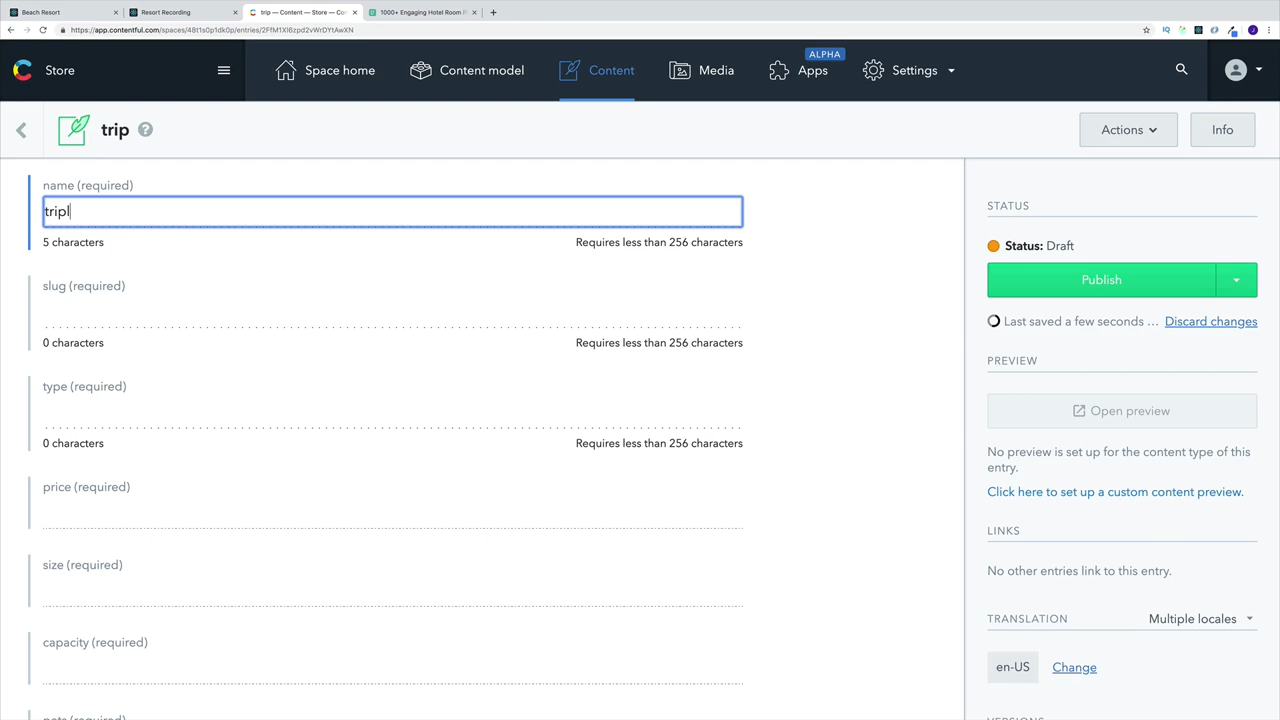 Beach Resort
Resort Recording
trip — Content — Store — Con
1000+ Engaging Hotel Room P
https://app.contentful.com/spaces/48t1s0p1dk0p/entries/2FfM1Xl6zpd2vWrDYtAwXN
Store
Space home
Content model
Content
Media
ALPHA
Apps
Settings
trip
Actions
Info
name (required)
tripl
5 characters
Requires less than 256 characters
slug (required)
0 characters
Requires less than 256 characters
type (required)
0 characters
Requires less than 256 characters
price (required)
size (required)
capacity (required)
pets (required)
STATUS
Status: Draft
Publish
Last saved a few seconds …
Discard changes
PREVIEW
Open preview
No preview is set up for the content type of this
entry.
Click here to set up a custom content preview.
LINKS
No other entries link to this entry.
TRANSLATION
Multiple locales
en-US
Change
VERSIONS